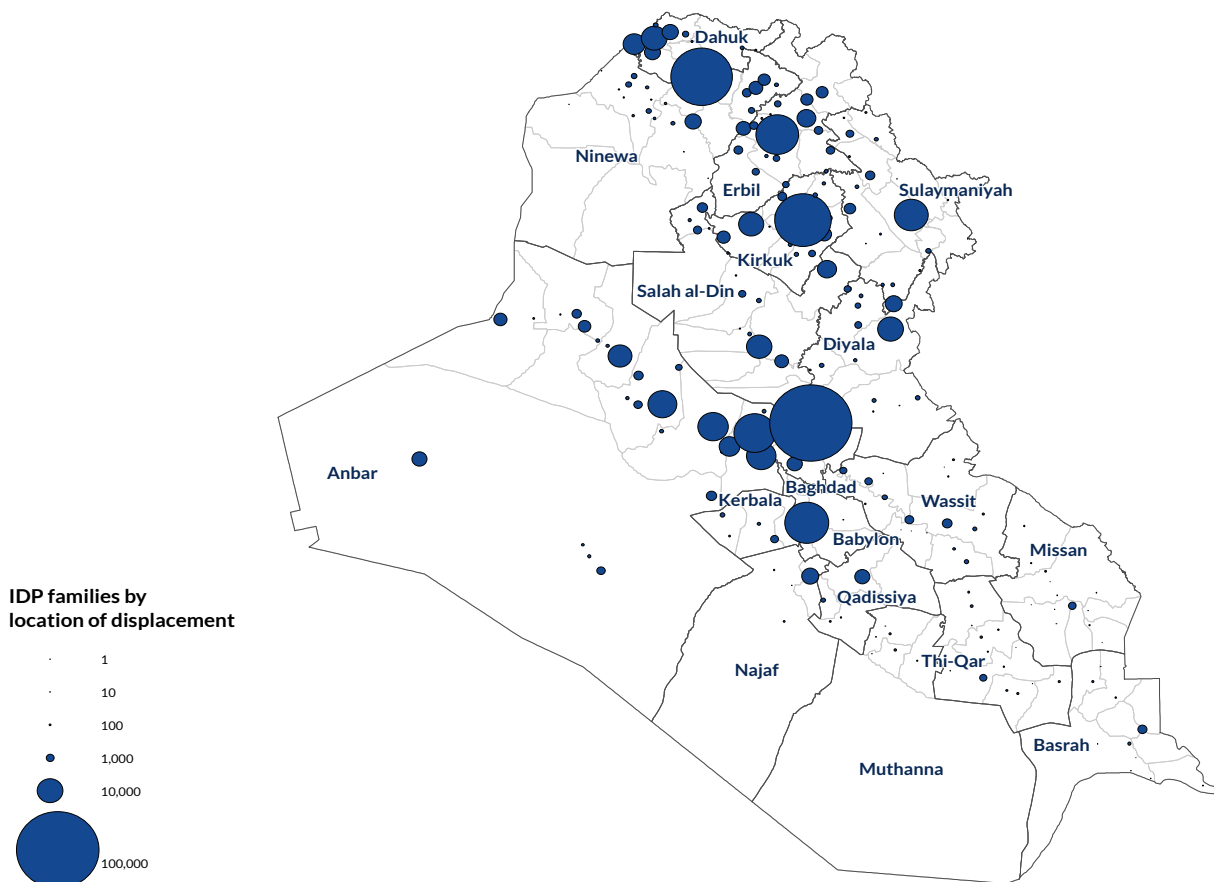 Dahuk
Ninewa
Erbil
Sulaymaniyah
Kirkuk
Salah al-Din
Diyala
Anbar
Baghdad
Kerbala
Wassit
Babylon
Missan
Qadissiya
Najaf
Thi-Qar
Basrah
Muthanna
IDP families by
location of displacement
1
10
100
1,000
10,000
100,000